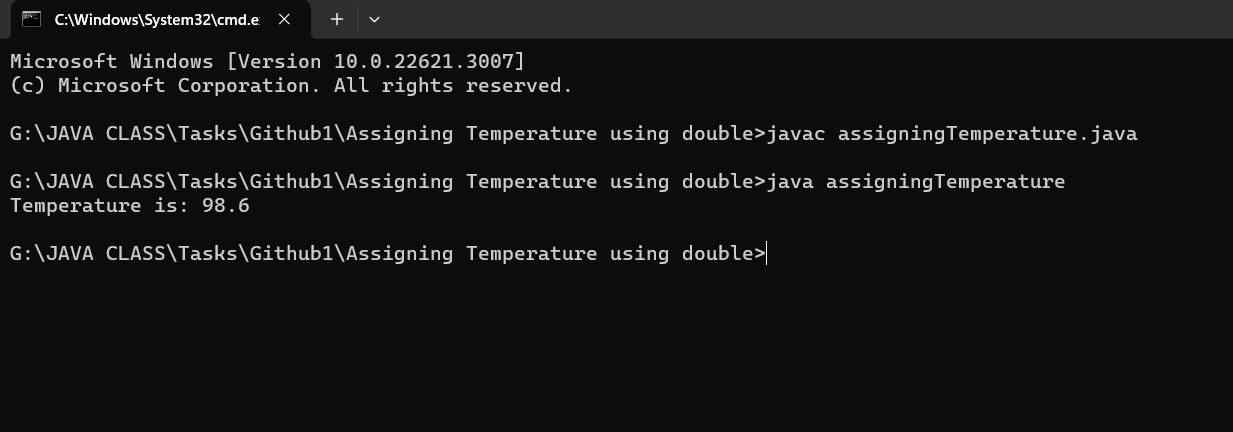 C:\Windows\System32\cmd.e
Microsoft Windows [Version 10.0.22621.3007]
(c) Microsoft Corporation. All rights reserved.
G:\JAVA CLASS\Tasks\Github1\Assigning Temperature using double>javac assigningTemperature.java
G:\JAVA CLASS\Tasks\Github1\Assigning Temperature using double>java assigningTemperature
Temperature is: 98.6
G:\JAVA CLASS\Tasks\Github1\Assigning Temperature using double>